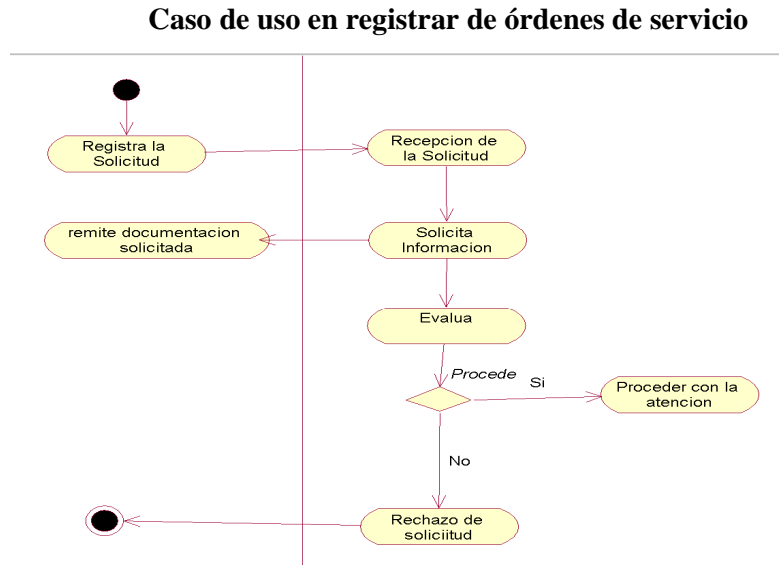 Caso de uso en registrar de órdenes de servicio
Registra la
Solicitud
Recepcion de
la Solicitud
remite documentacion
solicitada
Solicita
Informacion
Evalua
Procede
Si
Proceder con la
atencion
No
Rechazo de
soliciitud